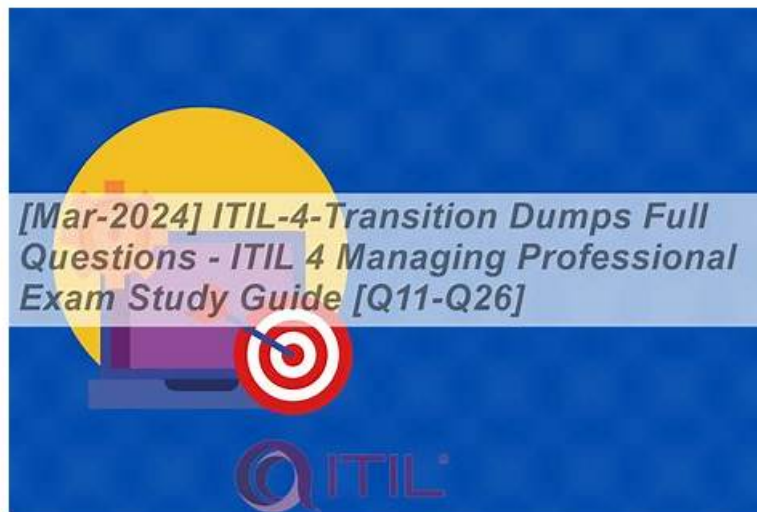 [Mar-2024] ITIL-4-Transition Dumps Full
Questions - ITIL 4 Managing Professional
Exam Study Guide [Q11-Q26]
ITIL®